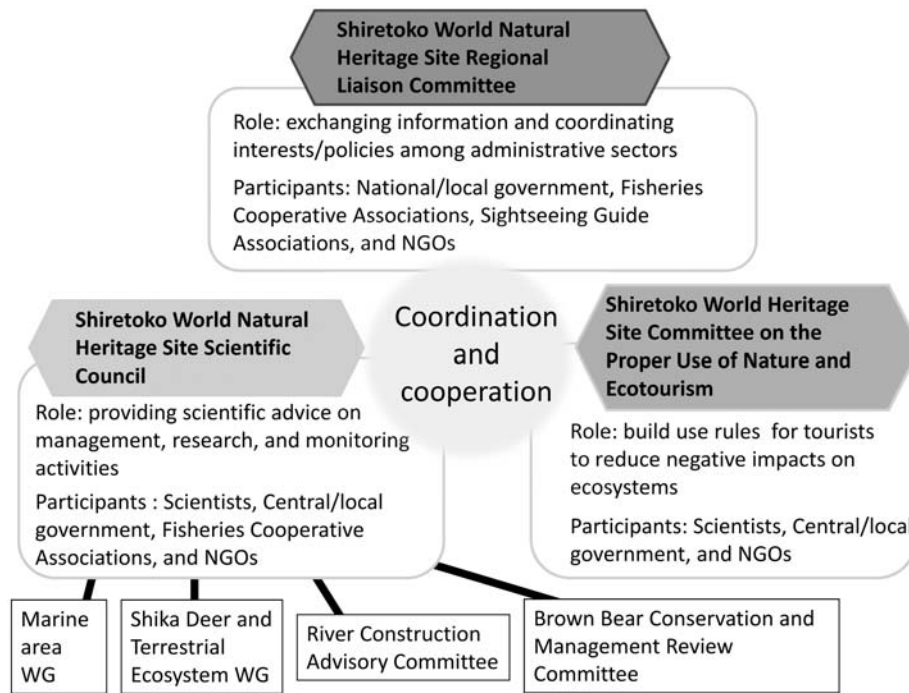 Shiretoko World Natural
Heritage Site Regional
Liaison Committee
Role: exchanging information and coordinating
interests/policies among administrative sectors
Participants: National/local government, Fisheries
Cooperative Associations, Sightseeing Guide
Associations, and NGOs
Coordination
and
cooperation
Shiretoko World Natural
Heritage Site Scientific
Council
Role: providing scientific advice on
management, research, and monitoring
activities
Participants : Scientists, Central/local
government, Fisheries Cooperative
Associations, and NGOs
Shiretoko World Heritage
Site Committee on the
Proper Use of Nature and
Ecotourism
Role: build use rules for tourists
to reduce negative impacts on
ecosystems
Participants: Scientists, Central/local
government, and NGOs
Marine
area
WG
Shika Deer and
Terrestrial
Ecosystem WG
River Construction
Advisory Committee
Brown Bear Conservation and
Management Review
Committee